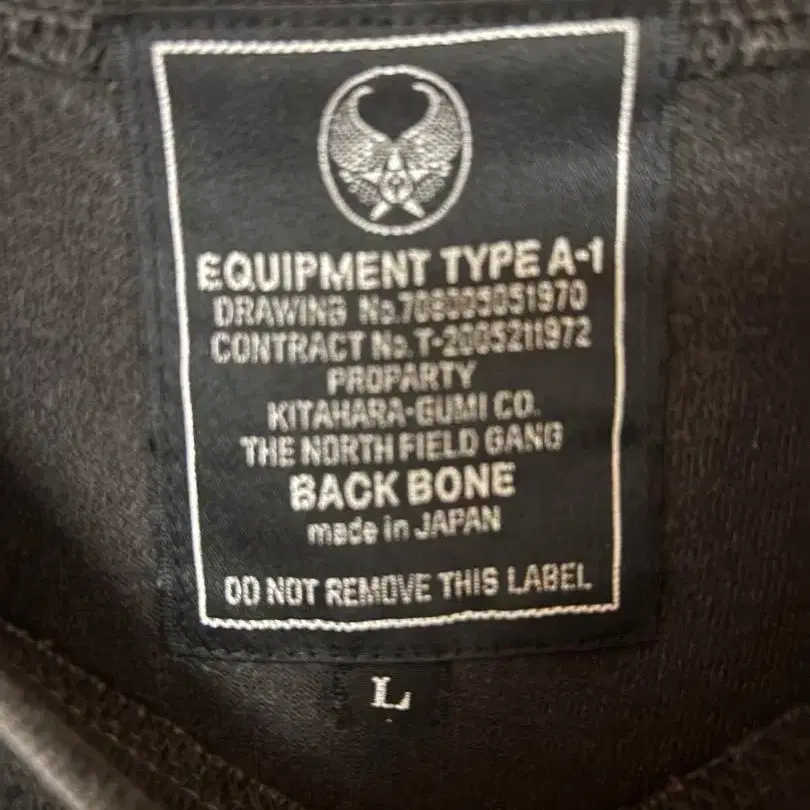 EQUIPMENT TYPE A-1
DRAWING No.708005051970
CONTRACT No.T-2005211972
PROPARTY
KITAHARA-GUMI CO.
THE NORTH FIELD GANG
BACK BONE
made in JAPAN
DO NOT REMOVE THIS LABEL
L